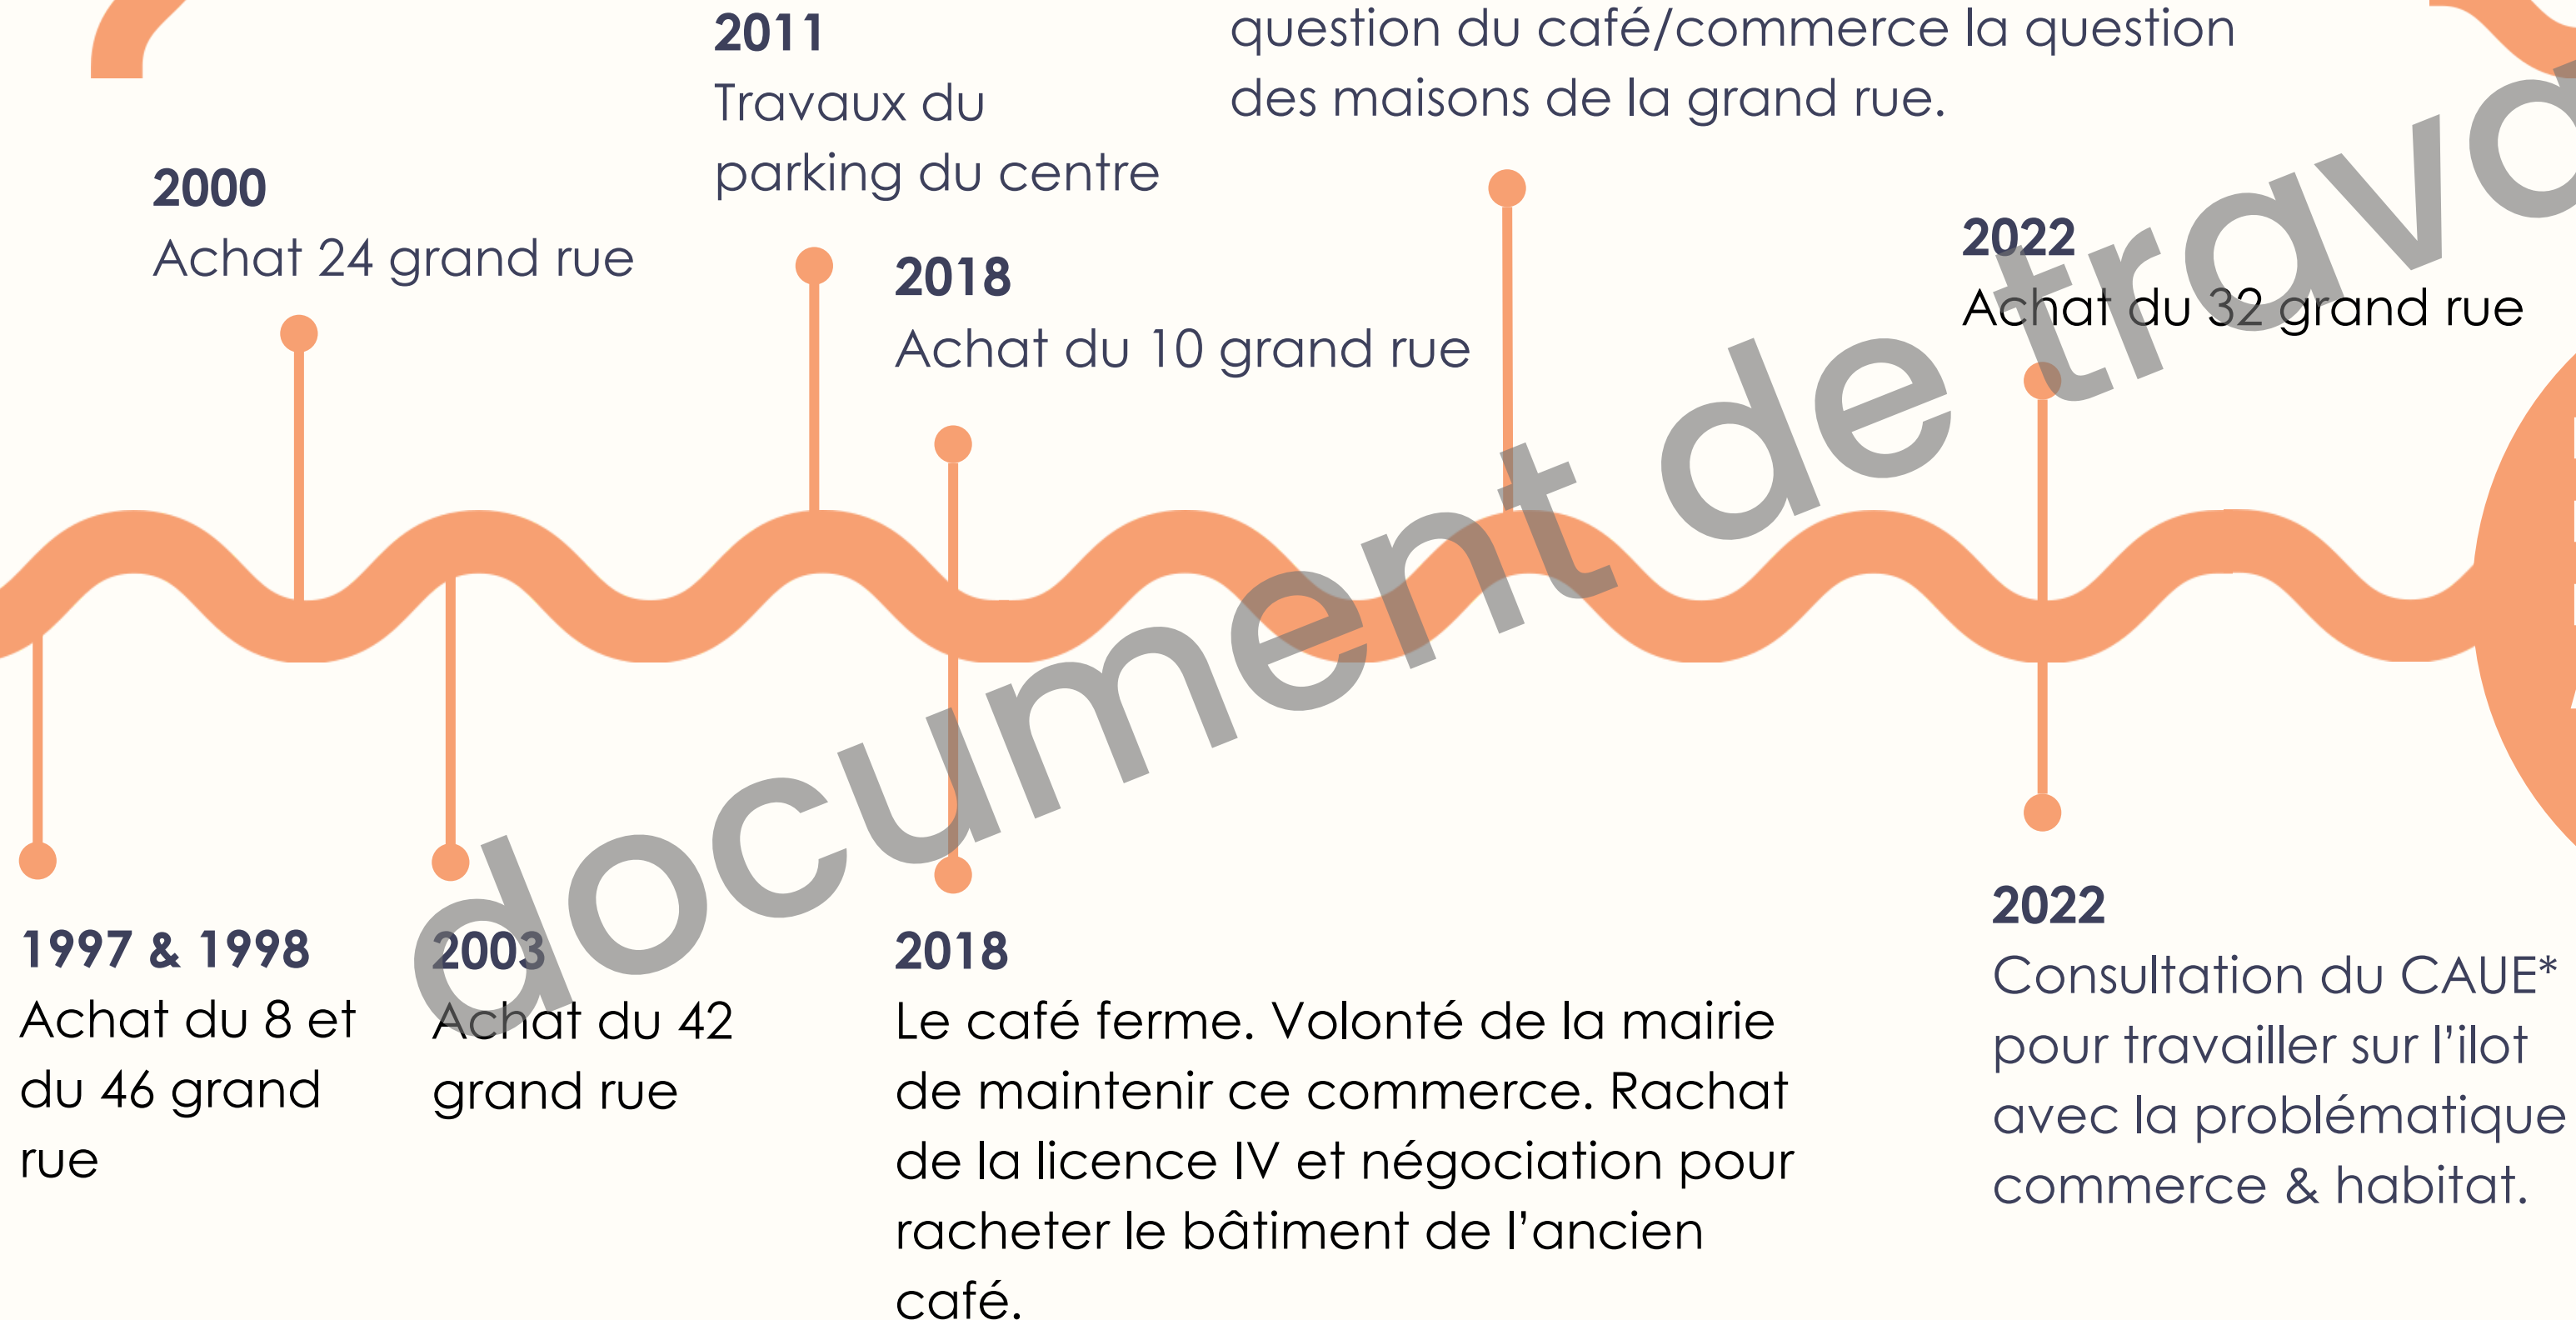 2011
Travaux du
parking du centre
question du café/commerce la question
des maisons de la grand rue.
2000
Achat 24 grand rue
2018
Achat du 10 grand rue
2022
Achat du 32 grand rue
document de trava
1997 & 1998
Achat du 8 et
du 46 grand
rue
2003
Achat du 42
grand rue
2018
Le café ferme. Volonté de la mairie
de maintenir ce commerce. Rachat
de la licence IV et négociation pour
racheter le bâtiment de l’ancien
café.
2022
Consultation du CAUE*
pour travailler sur l’ilot
avec la problématique
commerce & habitat.